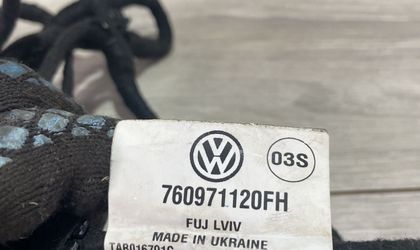 03S
760971120FH
FUJ LVIV
MADE IN UKRAINE